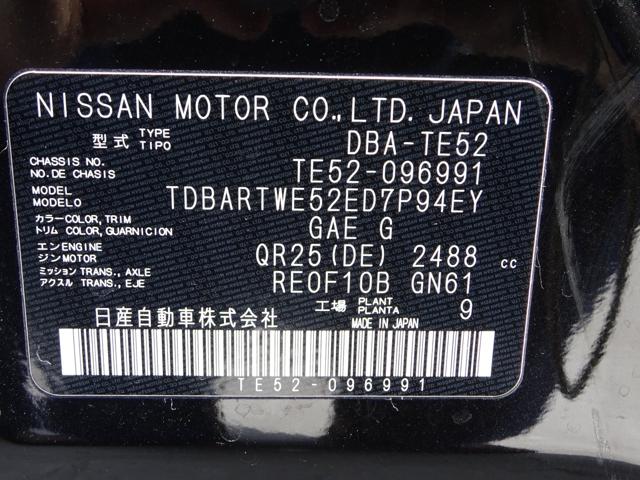 NISSAN MOTOR CO.,LTD. JAPAN
型式 TYPE TIPO DBA-TE52
CHASSIS NO. NO.DE CHASIS TE52-096991
MODEL MODELO TDBARTWE52ED7P94EY
カラー COLOR, TRIM トリム COLOR, GUARNICION GAE G
エンジン ENGINE MOTOR QR25(DE) 2488 cc
ミッション TRANS., AXLE アクスル TRANS., EJE RE0F10B GN61
工場 PLANT PLANTA 9
日産自動車株式会社 MADE IN JAPAN
TE52-096991